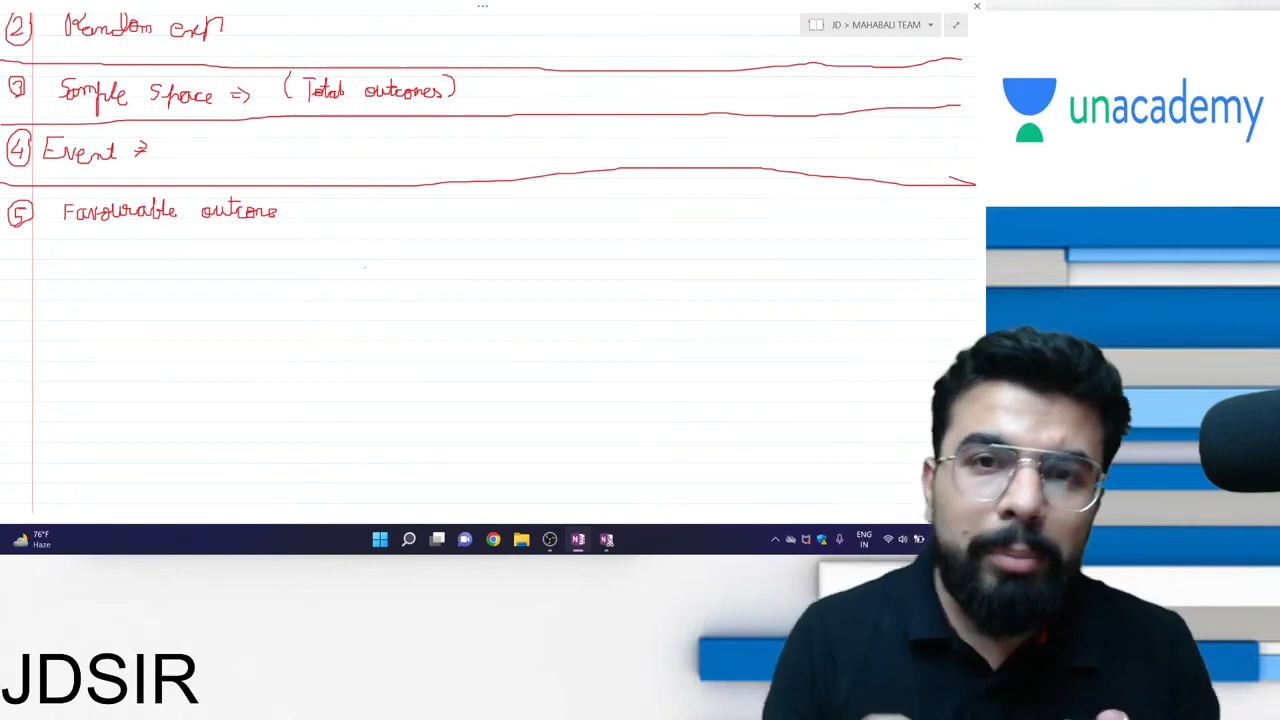 JD > MAHABALI TEAM
(2) Random expn
(3) Sample Space => (Total outcomes)
(4) Event =>
(5) Favourable outcome
unacademy
76°F
Haze
ENG
IN
JDSIR